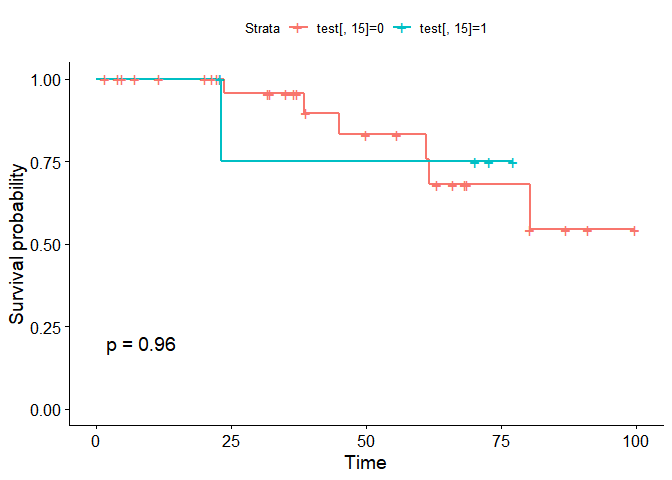 Strata test[, 15]=0 test[, 15]=1
Survival probability
1.00
0.75
0.50
0.25
0.00
p = 0.96
0 25 50 75 100
Time